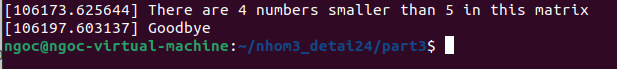 [106173.625644] There are 4 numbers smaller than 5 in this matrix
[106197.603137] Goodbye
ngoc@ngoc-virtual-machine:~/nhom3_detai24/part3$